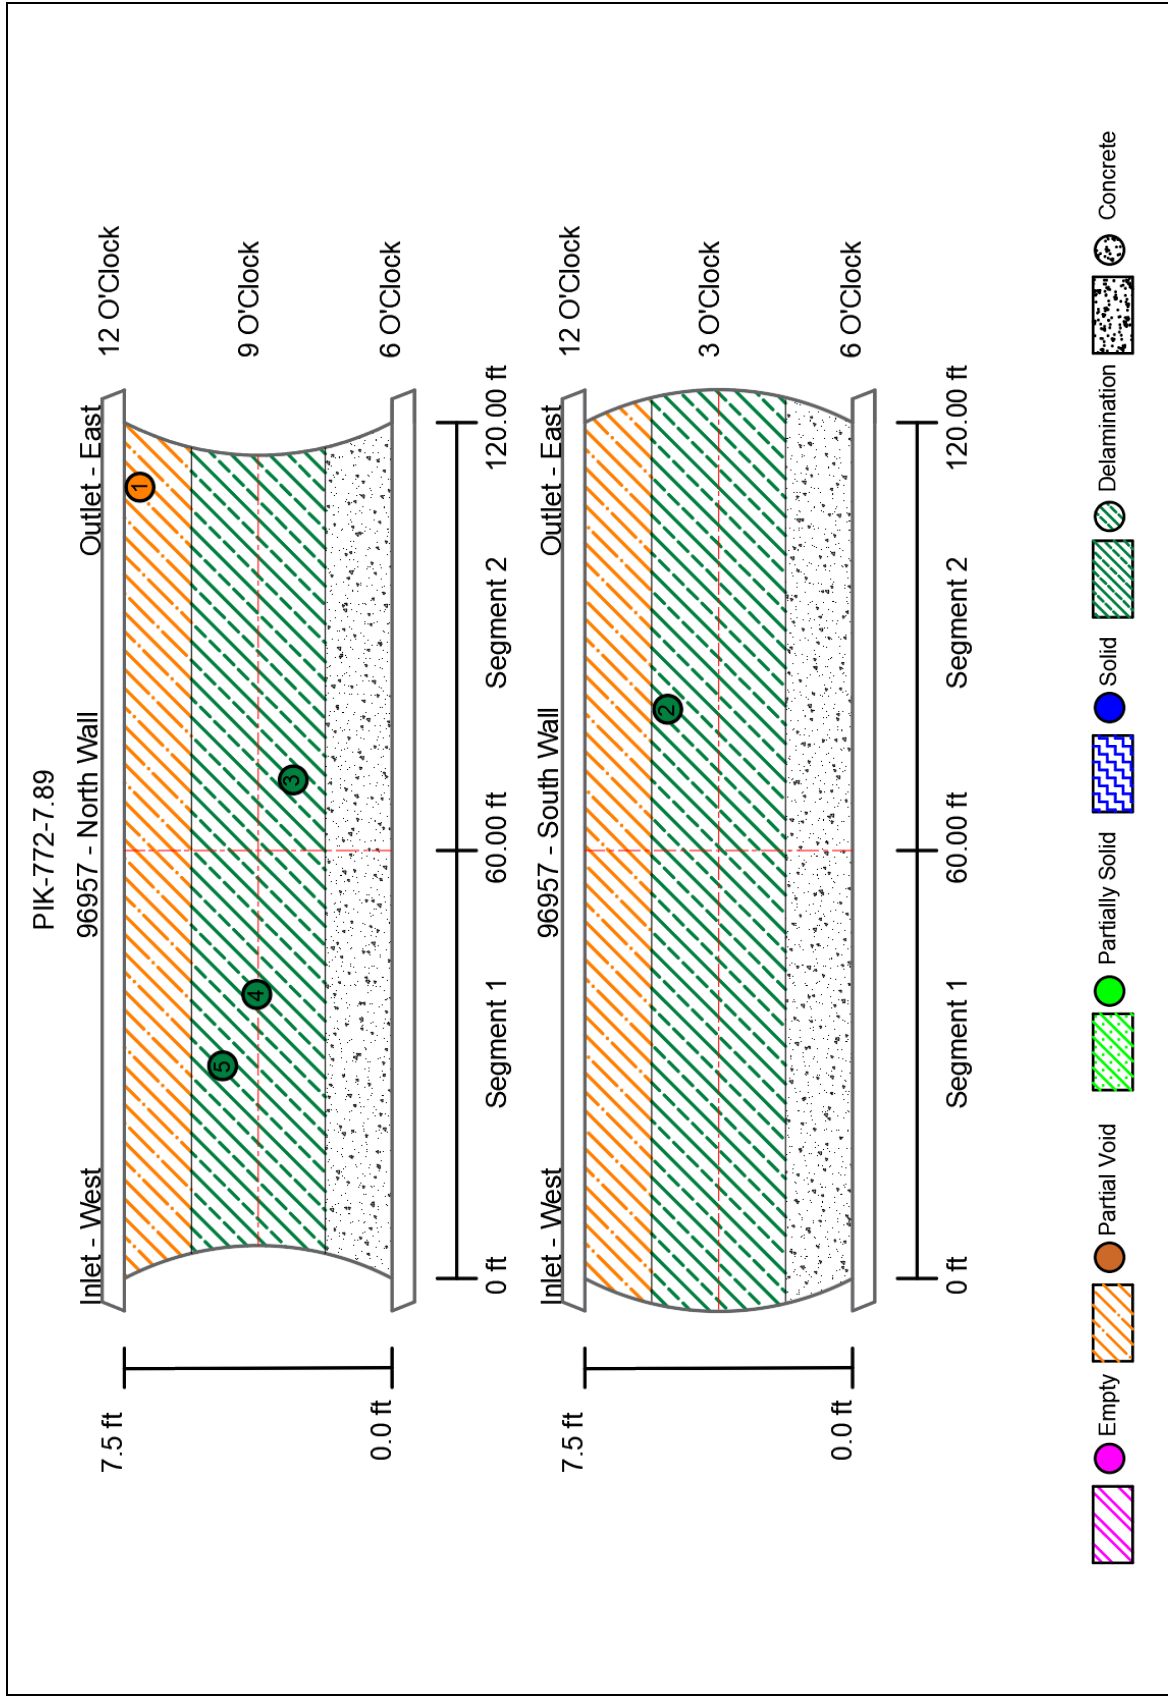 PIK-772-7.89
Inlet - West 96957 - North Wall Outlet - East
7.5 ft
12 O'Clock
1
5
4
9 O'Clock
3
0.0 ft
6 O'Clock
0 ft Segment 1 60.00 ft Segment 2 120.00 ft
Inlet - West 96957 - South Wall Outlet - East
7.5 ft
12 O'Clock
2
3 O'Clock
0.0 ft
6 O'Clock
0 ft Segment 1 60.00 ft Segment 2 120.00 ft
Empty Partial Void Partially Solid Solid Delamination Concrete